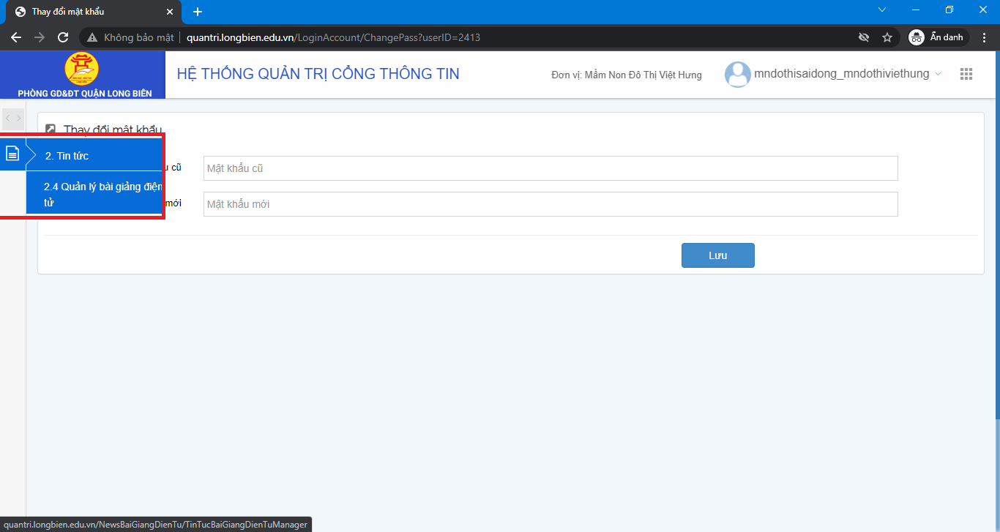 Thay đổi mật khẩu
Không bảo mật
quantri.longbien.edu.vn/LoginAccount/ChangePass?userID=2413
Ẩn danh
PHÒNG GD&ĐT QUẬN LONG BIÊN
HỆ THỐNG QUẢN TRỊ CỔNG THÔNG TIN
Đơn vị: Mầm Non Đô Thị Việt Hưng
mndothisaidong_mndothiviethung
Thay đổi mật khẩu
2. Tin tức
2.4 Quản lý bài giảng điện
tử
cũ
Mật khẩu cũ
mới
Mật khẩu mới
Lưu
quantri.longbien.edu.vn/NewsBaiGiangDienTu/TinTucBaiGiangDienTuManager